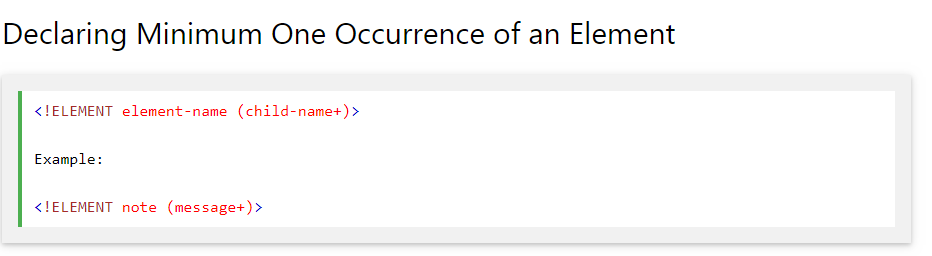 Declaring Minimum One Occurrence of an Element
<!ELEMENT element-name (child-name+)>
Example:
<!ELEMENT note (message+)>